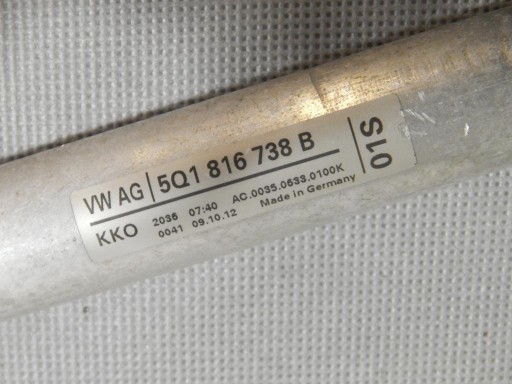 VW AG 5Q1 816 738 B 01S
KKO 2036 07:40 AC.0035.0633.0100K
0041 09.10.12 Made in Germany